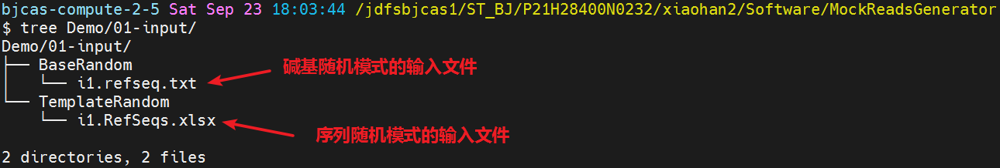 bjcas-compute-2-5 Sat Sep 23 18:03:44 /jdfsbjcas1/ST_BJ/P21H28400N0232/xiaohan2/Software/MockReadsGenerator
$ tree Demo/01-input/
Demo/01-input/
├── BaseRandom
碱基随机模式的输入文件
│   └── i1.refseq.txt
└── TemplateRandom
    └── i1.RefSeqs.xlsx
序列随机模式的输入文件
2 directories, 2 files